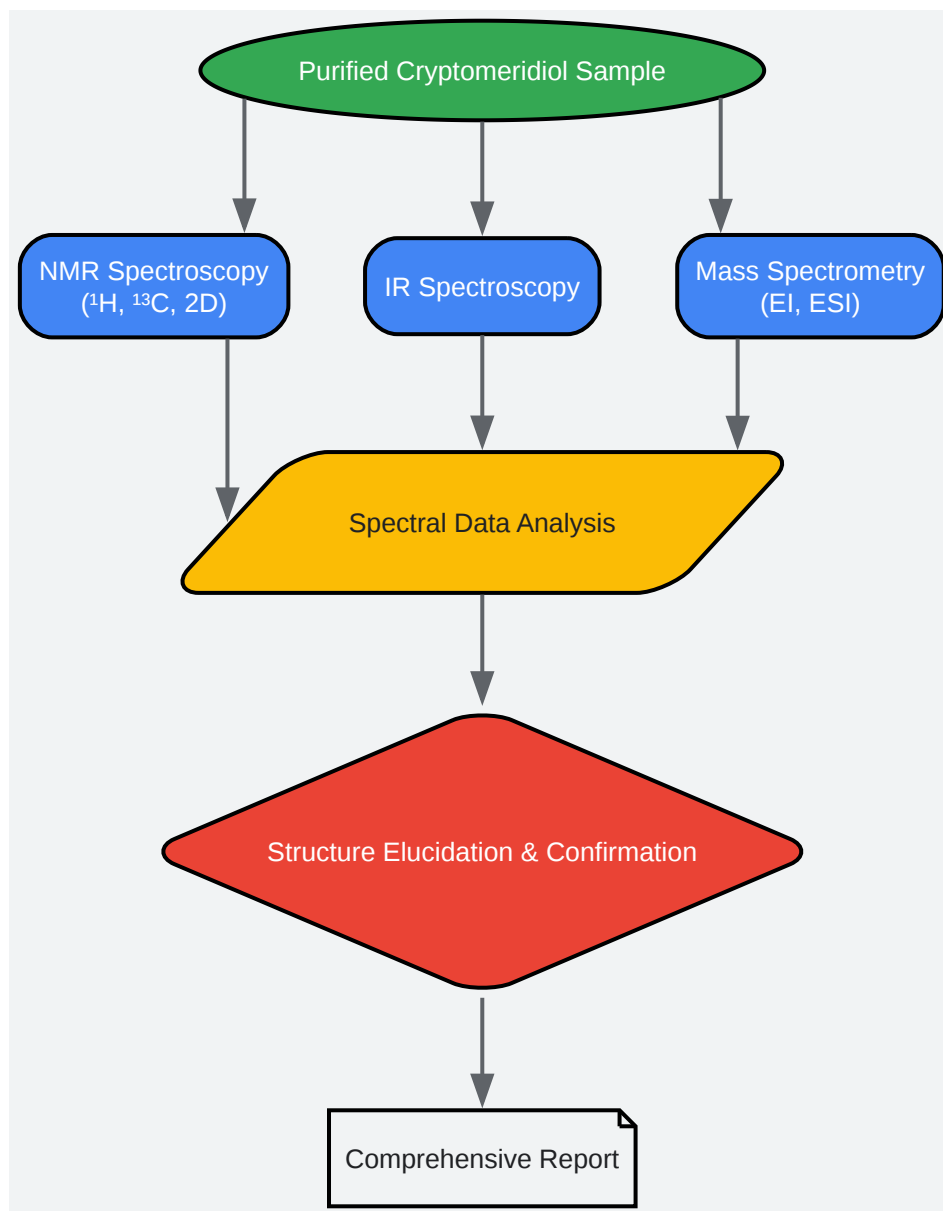 Purified Cryptomeridiol Sample
NMR Spectroscopy
(¹H, ¹³C, 2D)
IR Spectroscopy
Mass Spectrometry
(EI, ESI)
Spectral Data Analysis
Structure Elucidation & Confirmation
Comprehensive Report